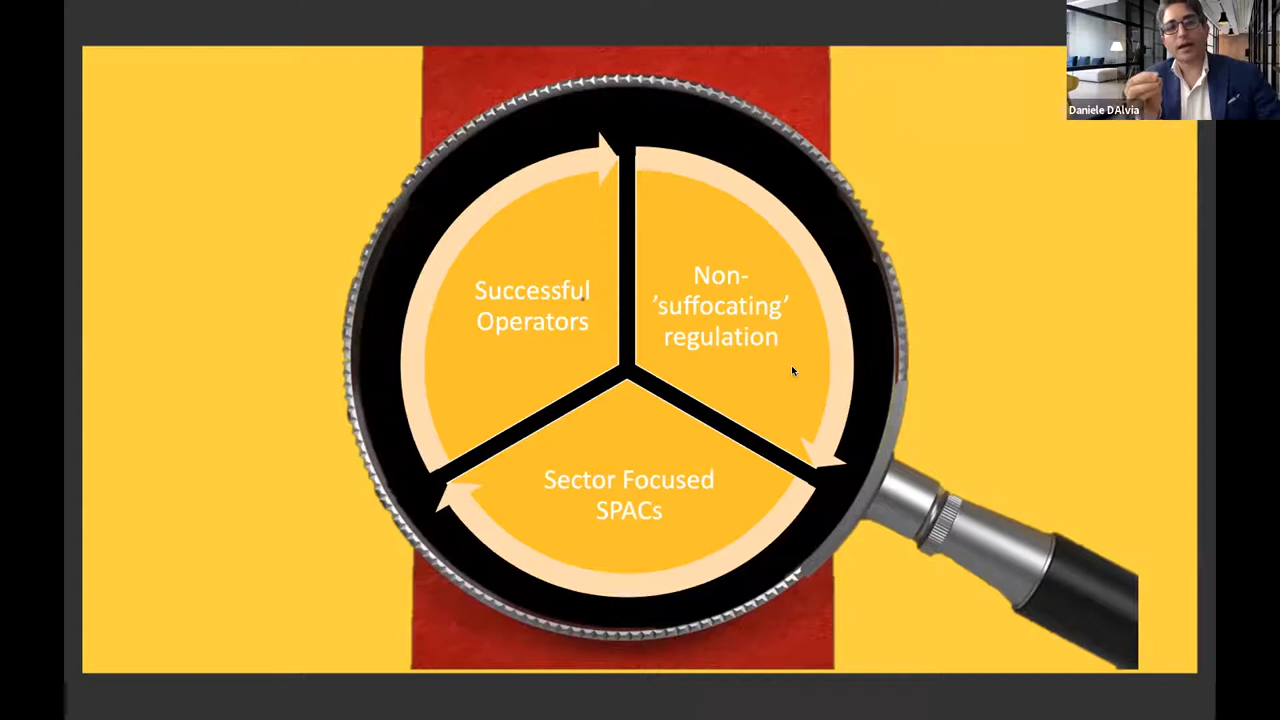 Daniele DAlvia
Successful
Operators
Non-
’suffocating’
regulation
Sector Focused
SPACs